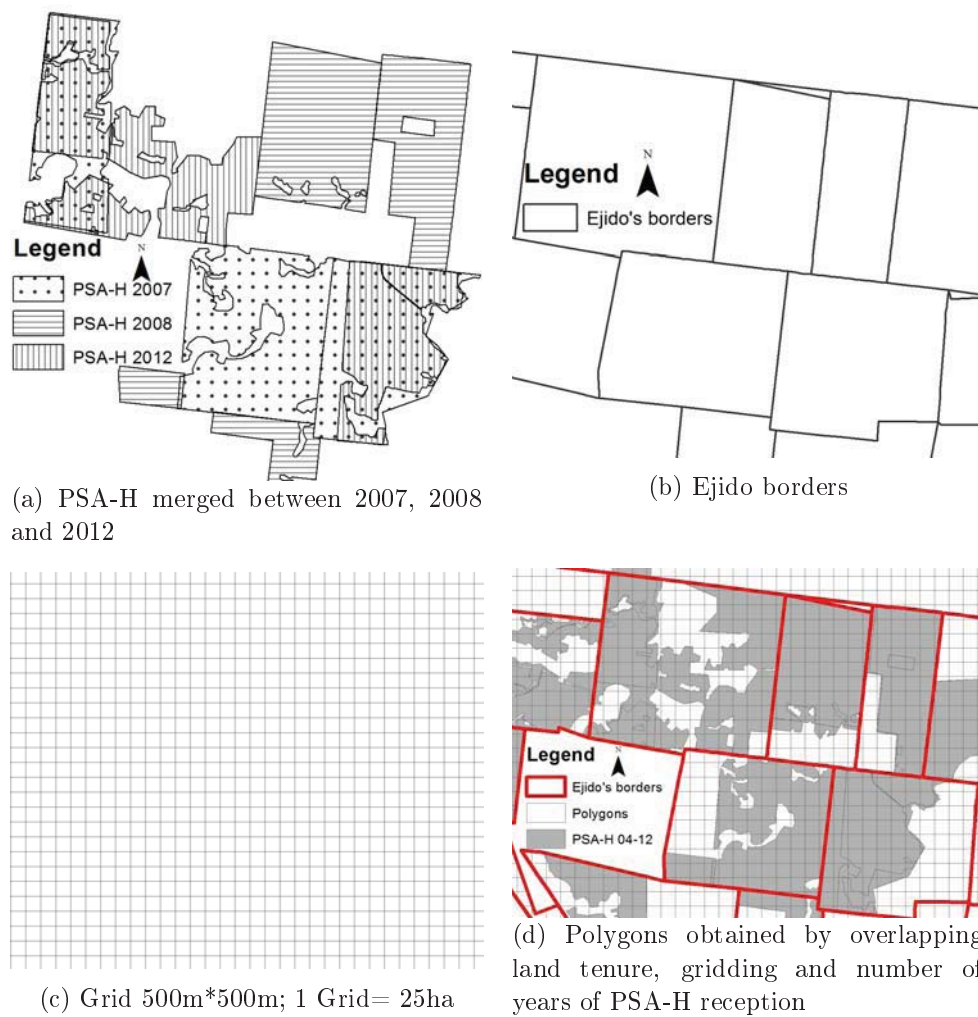 N
Legend
PSA-H 2007
PSA-H 2008
PSA-H 2012
(a) PSA-H merged between 2007, 2008
and 2012
N
Legend
Ejido's borders
(b) Ejido borders
(c) Grid 500m*500m; 1 Grid= 25ha
N
Legend
Ejido's borders
Polygons
PSA-H 04-12
(d) Polygons obtained by overlapping
land tenure, gridding and number of
years of PSA-H reception